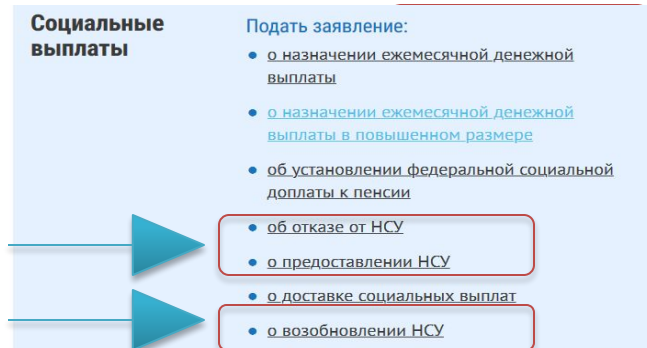 Социальные
выплаты
Подать заявление:
о назначении ежемесячной денежной
выплаты
о назначении ежемесячной денежной
выплаты в повышенном размере
об установлении федеральной социальной
доплаты к пенсии
об отказе от НСУ
о предоставлении НСУ
о доставке социальных выплат
о возобновлении НСУ